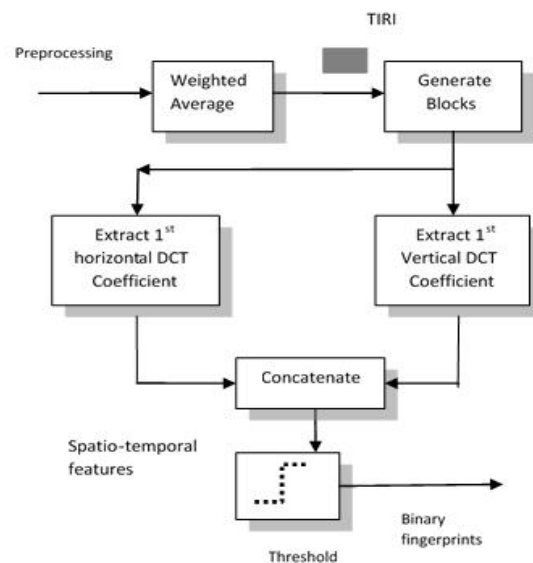 TIRI
Preprocessing
Weighted
Average
Generate
Blocks
Extract 1st
horizontal DCT
Coefficient
Extract 1st
Vertical DCT
Coefficient
Concatenate
Spatio-temporal
features
Binary
fingerprints
Threshold